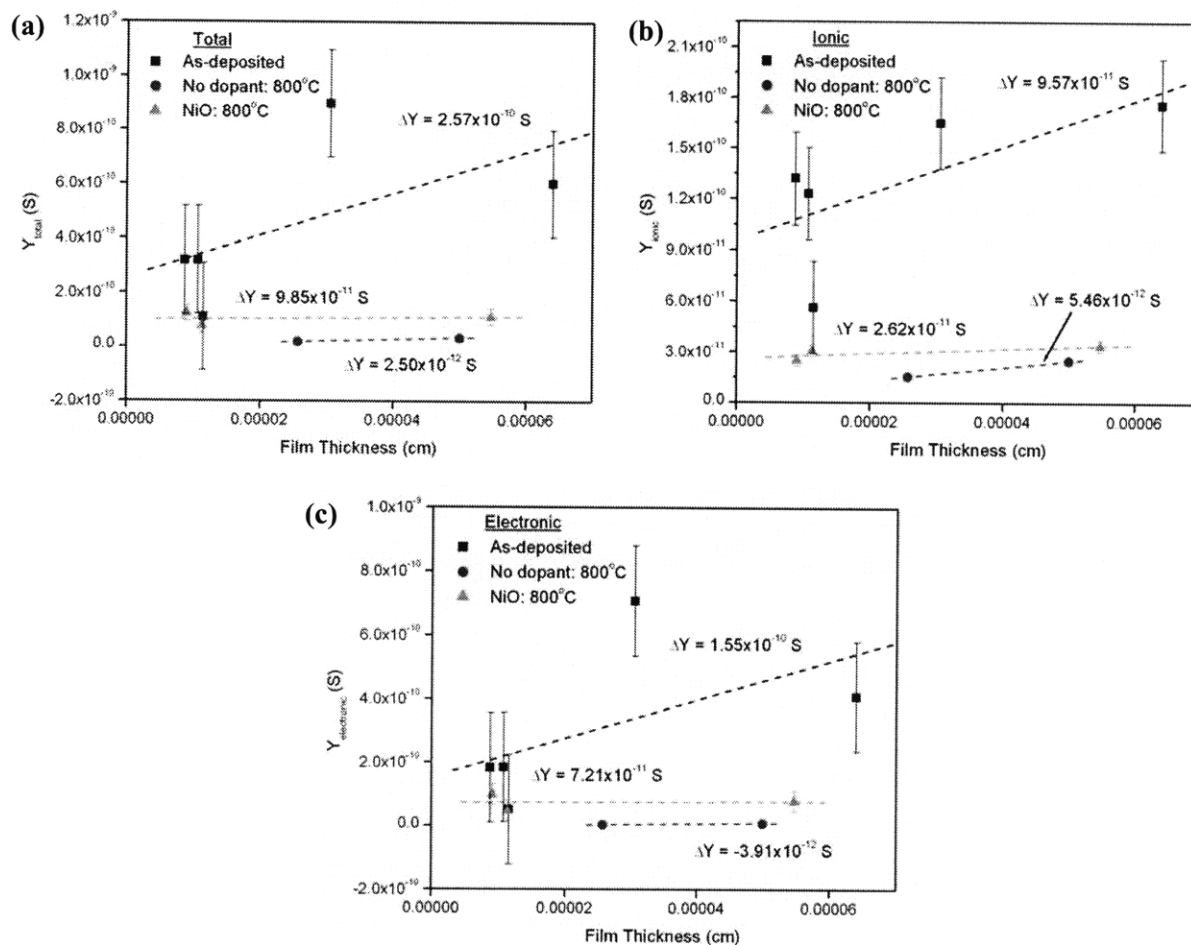 (a)
1.2x10⁻⁹
1.0x10⁻⁹
8.0x10⁻¹⁰
6.0x10⁻¹⁰
4.0x10⁻¹⁰
2.0x10⁻¹⁰
0.0
-2.0x10⁻¹⁰
Y_total (S)
Total
As-deposited
No dopant: 800°C
NiO: 800°C
ΔY = 2.57x10⁻¹⁰ S
ΔY = 9.85x10⁻¹¹ S
ΔY = 2.50x10⁻¹² S
0.00000 0.00002 0.00004 0.00006
Film Thickness (cm)
(b)
2.1x10⁻¹⁰
1.8x10⁻¹⁰
1.5x10⁻¹⁰
1.2x10⁻¹⁰
9.0x10⁻¹¹
6.0x10⁻¹¹
3.0x10⁻¹¹
0.0
Y_ionic (S)
Ionic
As-deposited
No dopant: 800°C
NiO: 800°C
ΔY = 9.57x10⁻¹¹ S
ΔY = 5.46x10⁻¹² S
ΔY = 2.62x10⁻¹¹ S
0.00000 0.00002 0.00004 0.00006
Film Thickness (cm)
(c)
1.0x10⁻⁹
8.0x10⁻¹⁰
6.0x10⁻¹⁰
4.0x10⁻¹⁰
2.0x10⁻¹⁰
0.0
-2.0x10⁻¹⁰
Y_electronic (S)
Electronic
As-deposited
No dopant: 800°C
NiO: 800°C
ΔY = 1.55x10⁻¹⁰ S
ΔY = 7.21x10⁻¹¹ S
ΔY = -3.91x10⁻¹² S
0.00000 0.00002 0.00004 0.00006
Film Thickness (cm)